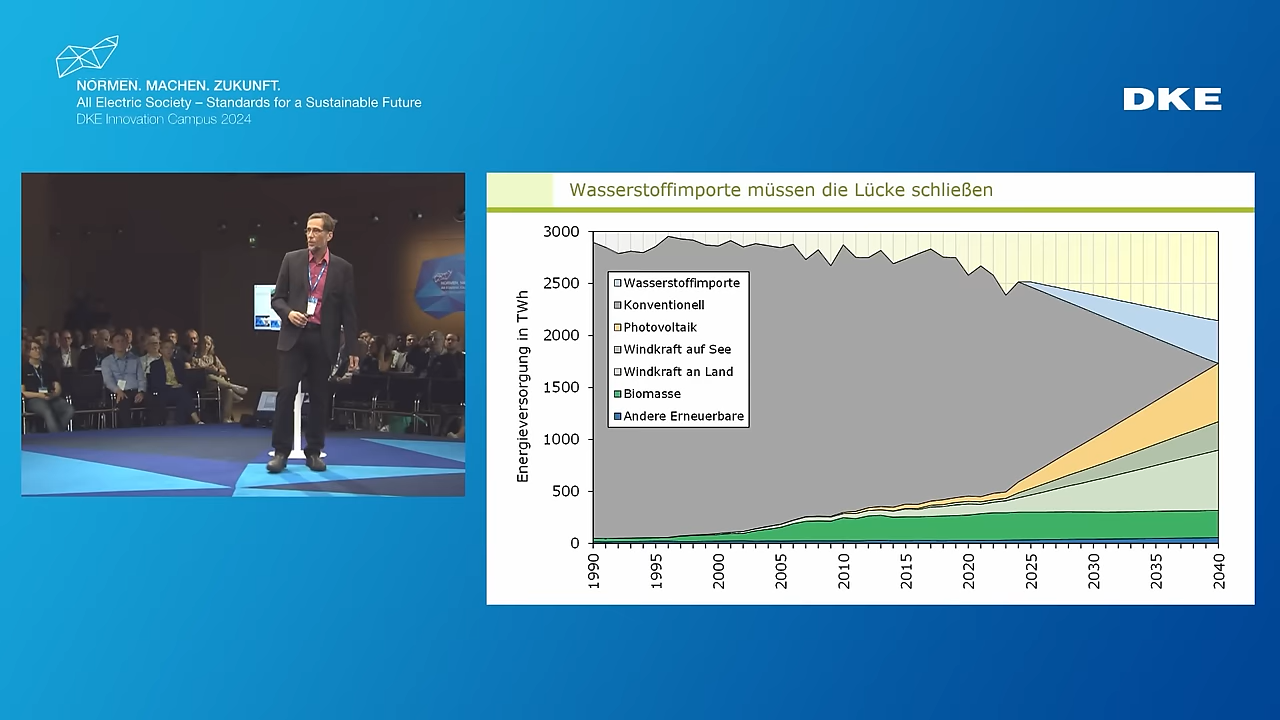 NORMEN. MACHEN. ZUKUNFT.
All Electric Society – Standards for a Sustainable Future
DKE Innovation Campus 2024
DKE
Wasserstoffimporte müssen die Lücke schließen
Energieversorgung in TWh
3000
2500
2000
1500
1000
500
0
Wasserstoffimporte
Konventionell
Photovoltaik
Windkraft auf See
Windkraft an Land
Biomasse
Andere Erneuerbare
1990
1995
2000
2005
2010
2015
2020
2025
2030
2035
2040